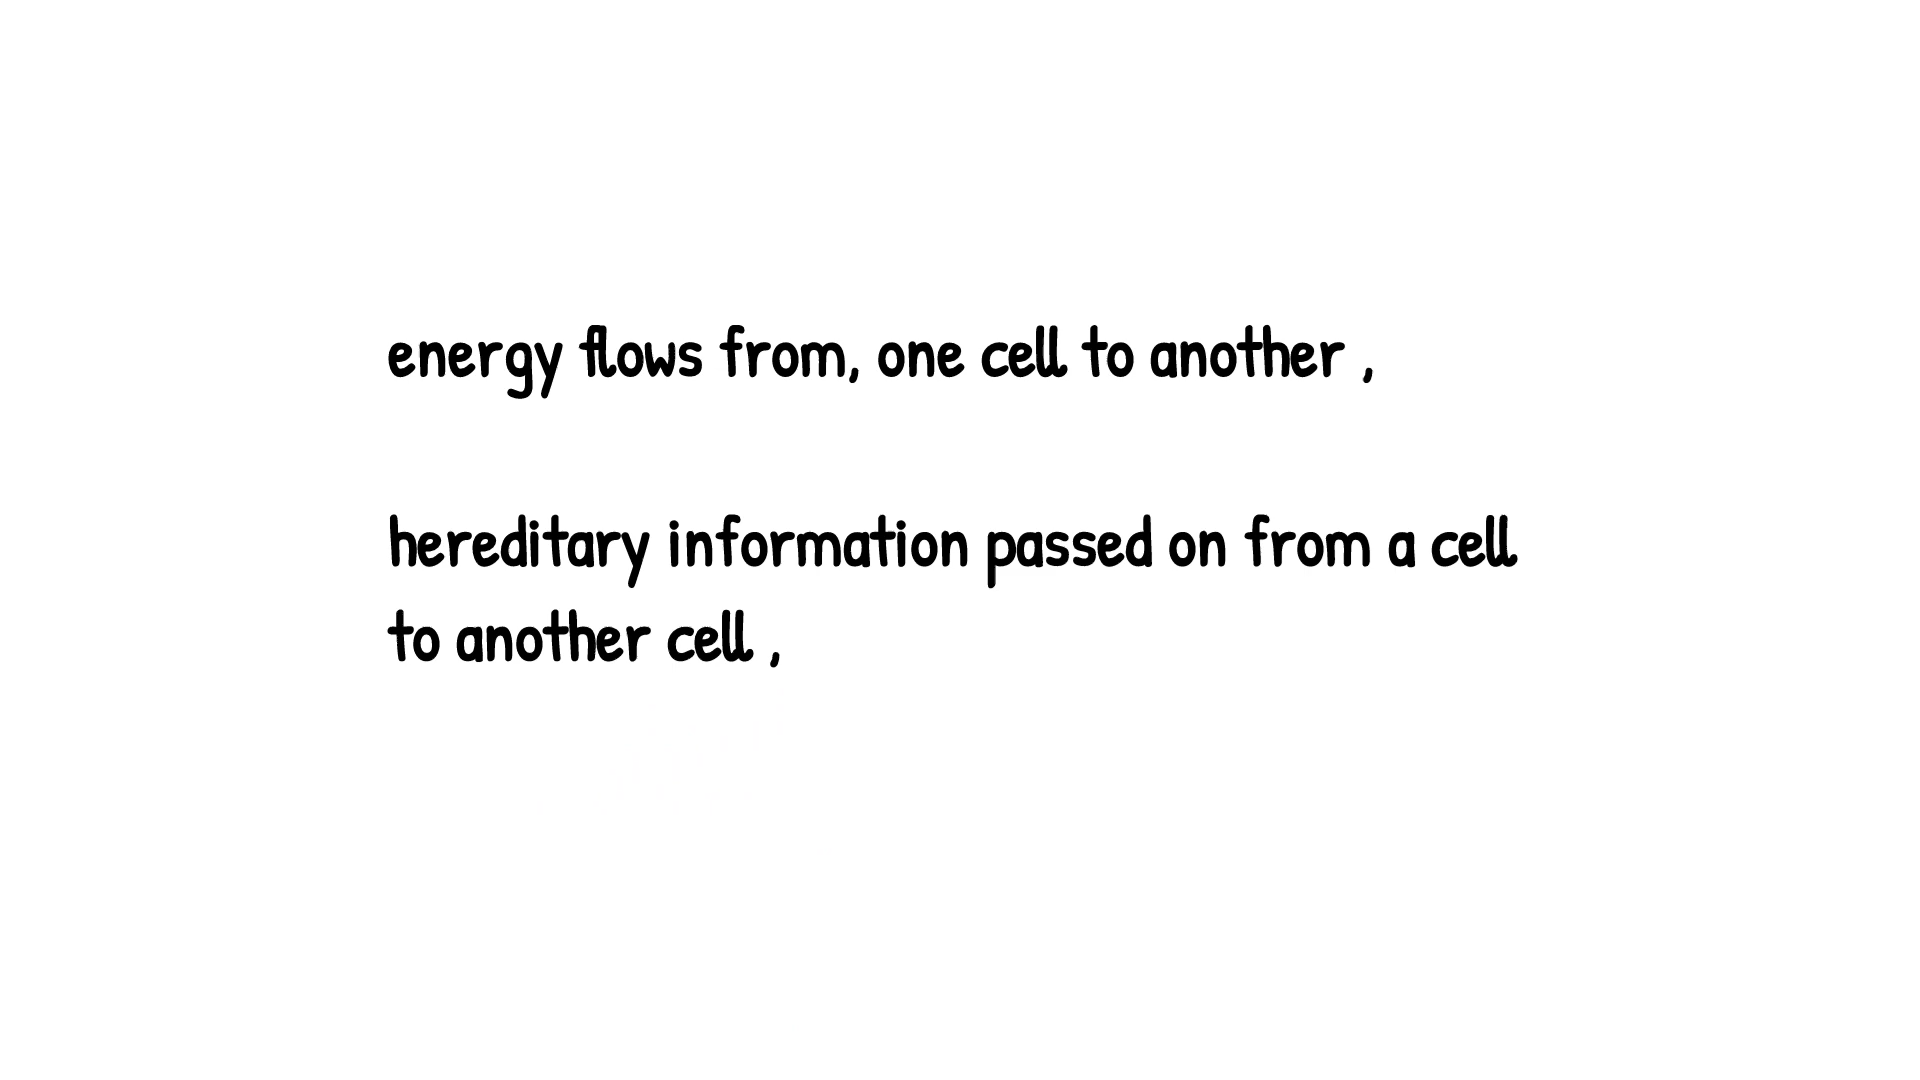 energy flows from, one cell to another ,
hereditary information passed on from a cell
to another cell ,